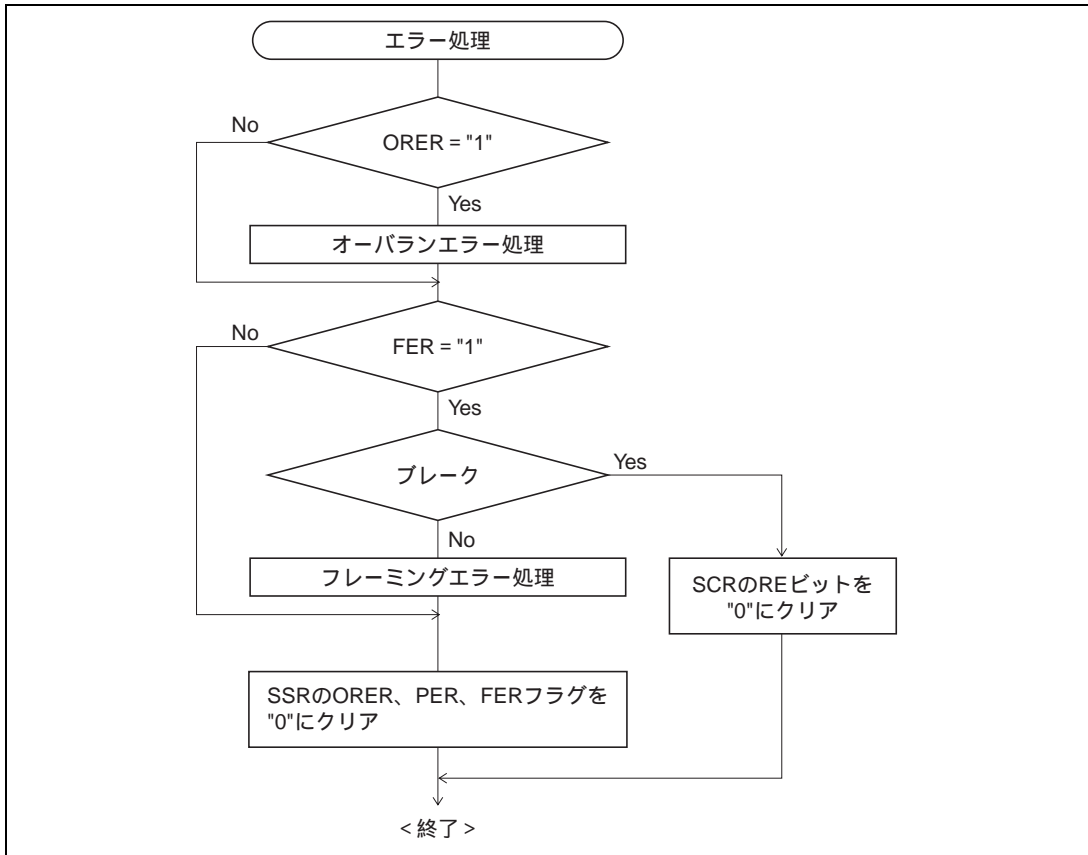 エラー処理
No
ORER = "1"
Yes
オーバランエラー処理
No
FER = "1"
Yes
ブレーク
Yes
No
フレーミングエラー処理
SCRのREビットを
"0"にクリア
SSRのORER、PER、FERフラグを
"0"にクリア
< 終了 >